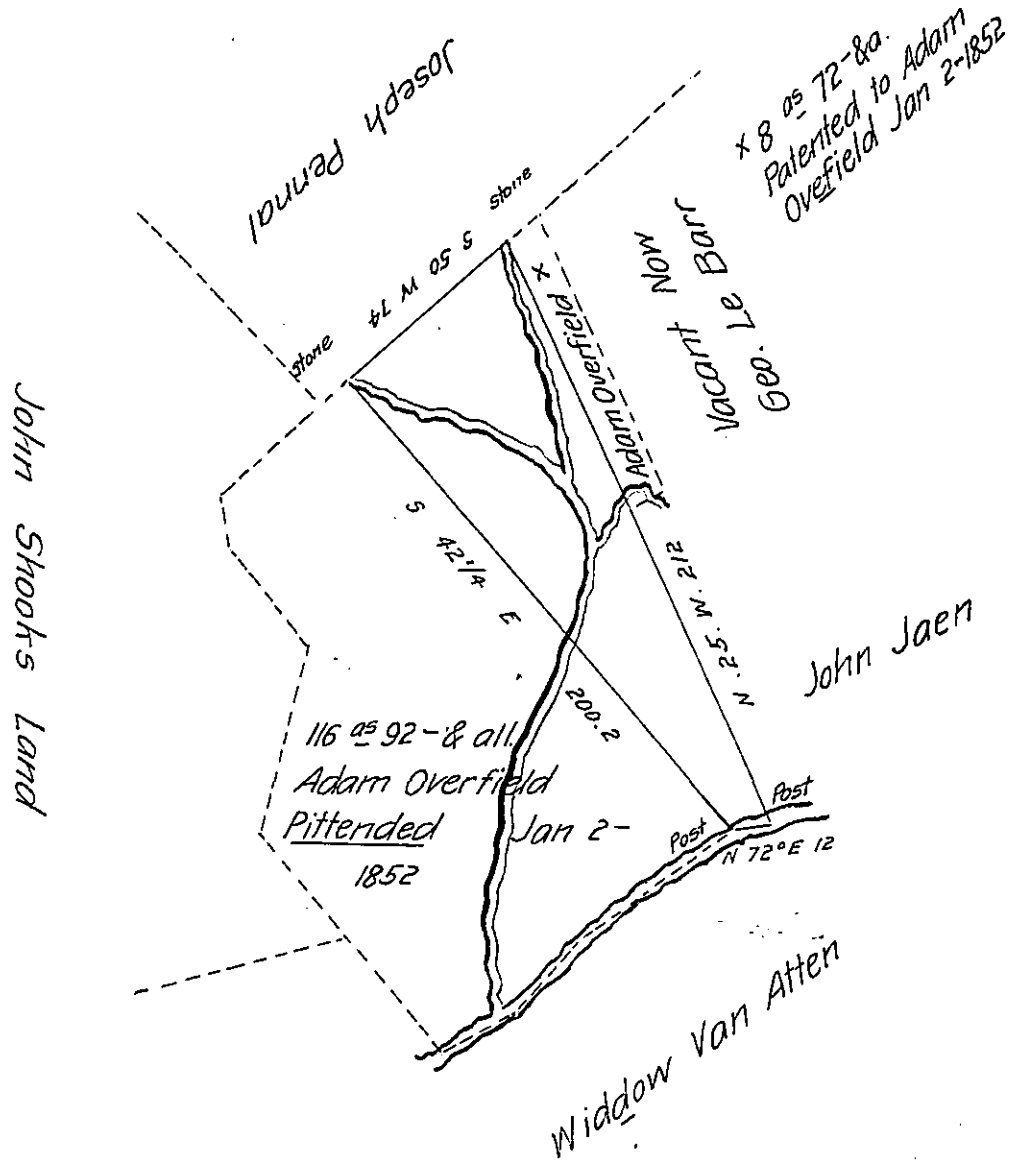 Joseph Pennal
x 8 as 72-&a.
Patented to Adam
Ovefield Jan 2-1852
stone
S 50 W 74
stone
Adam Overfield x
Vacant Now
Geo. Le Barr
John Shooks Land
S 42 1/4 E
200.2
N. 25. W. 212
John Jaen
116 as 92-& all.
Adam Overfield
Pittended Jan 2-
1852
Post
Post
N 72° E 12
Widdow Van Atten